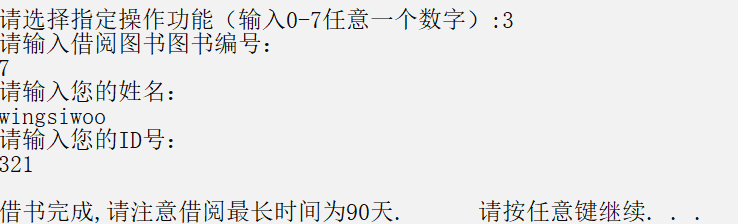 请选择指定操作功能（输入0-7任意一个数字）:3
请输入借阅图书图书编号：
7
请输入您的姓名：
wingsiwoo
请输入您的ID号：
321
借书完成,请注意借阅最长时间为90天.      请按任意键继续. . .